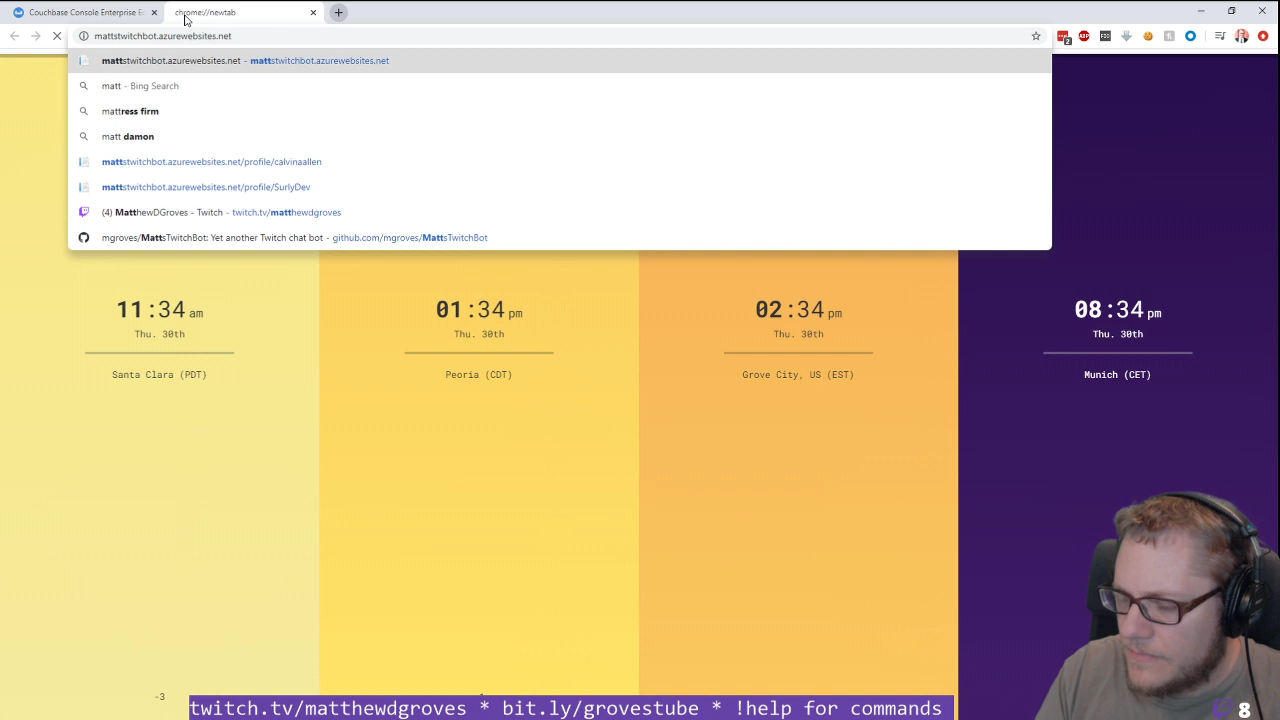 Couchbase Console Enterprise E
chrome://newtab
mattstwitchbot.azurewebsites.net
2
ABP
mattstwitchbot.azurewebsites.net - mattstwitchbot.azurewebsites.net
matt - Bing Search
mattress firm
matt damon
mattstwitchbot.azurewebsites.net/profile/calvinaallen
mattstwitchbot.azurewebsites.net/profile/SurlyDev
(4) MatthewDGroves - Twitch - twitch.tv/matthewdgroves
mgroves/MattsTwitchBot: Yet another Twitch chat bot - github.com/mgroves/MattsTwitchBot
11:34 am
Thu. 30th
Santa Clara (PDT)
01:34 pm
Thu. 30th
Peoria (CDT)
02:34 pm
Thu. 30th
Grove City, US (EST)
08:34 pm
Thu. 30th
Munich (CET)
-3
twitch.tv/matthewdgroves * bit.ly/grovestube * !help for commands
8